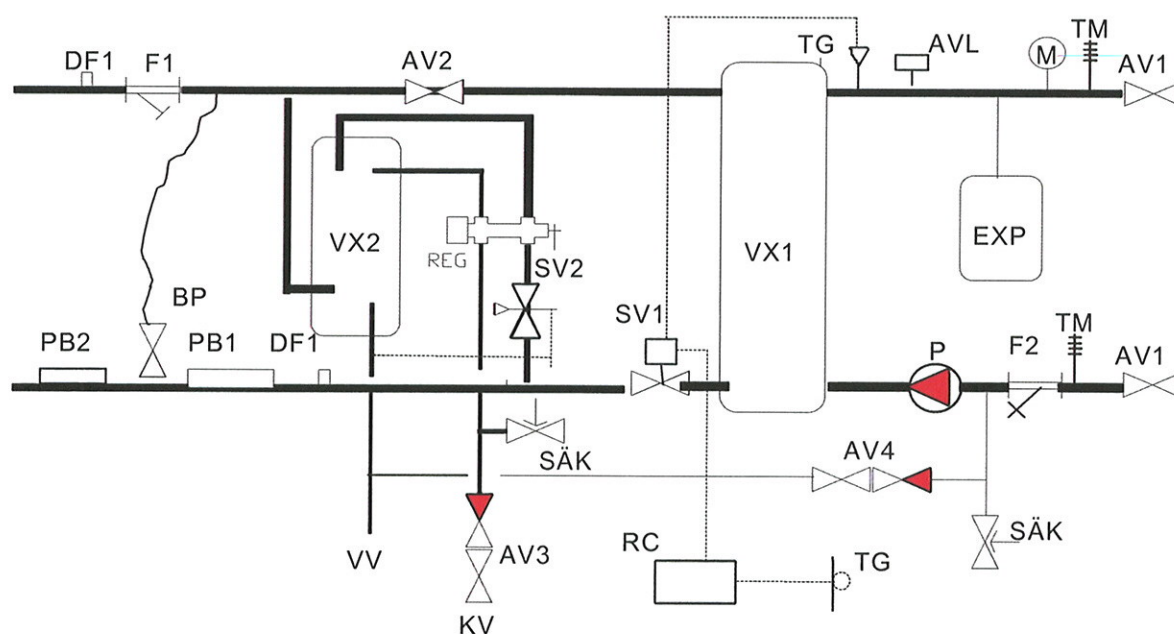 DF1 F1 AV2 TG AVL M TM AV1
VX2 REG SV2 VX1 EXP
BP SV1 TM
PB2 PB1 DF1 P F2 AV1
SÄK AV4
VV AV3 RC TG SÄK
KV